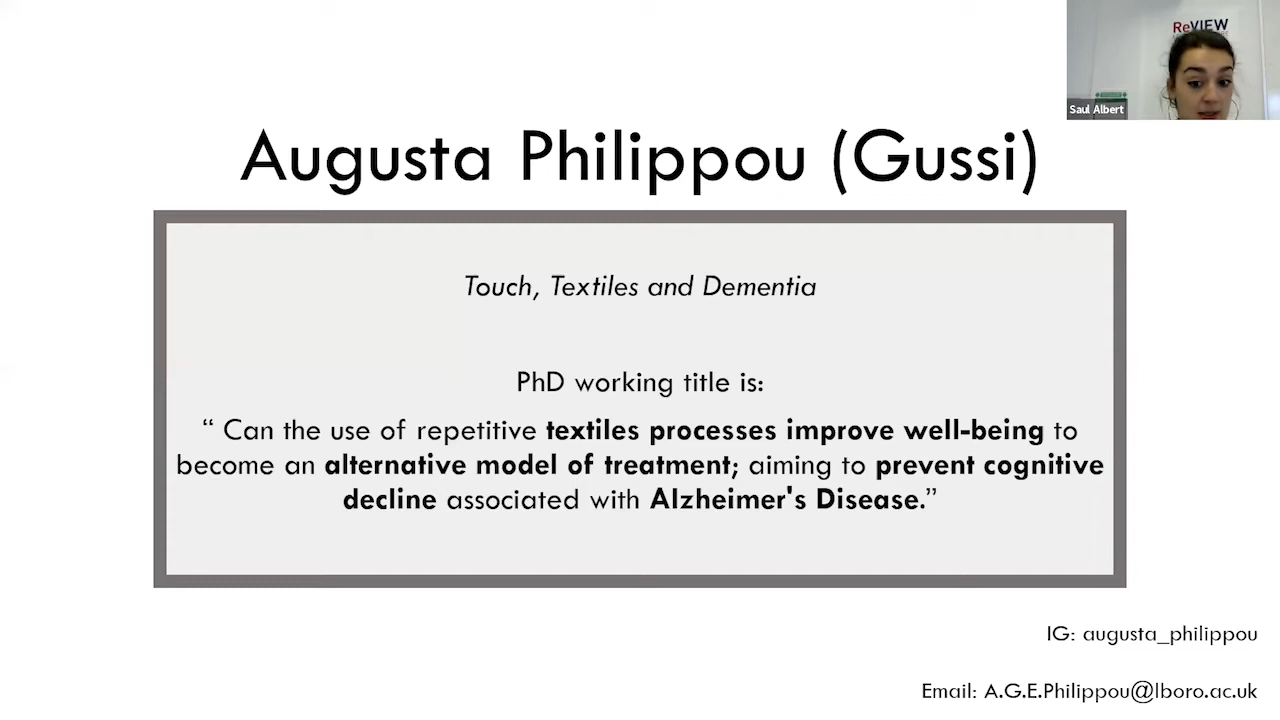 ReVIEW
Saul Albert
Augusta Philippou (Gussi)
Touch, Textiles and Dementia
PhD working title is:
“ Can the use of repetitive textiles processes improve well-being to
become an alternative model of treatment; aiming to prevent cognitive
decline associated with Alzheimer's Disease.”
IG: augusta_philippou
Email: A.G.E.Philippou@lboro.ac.uk